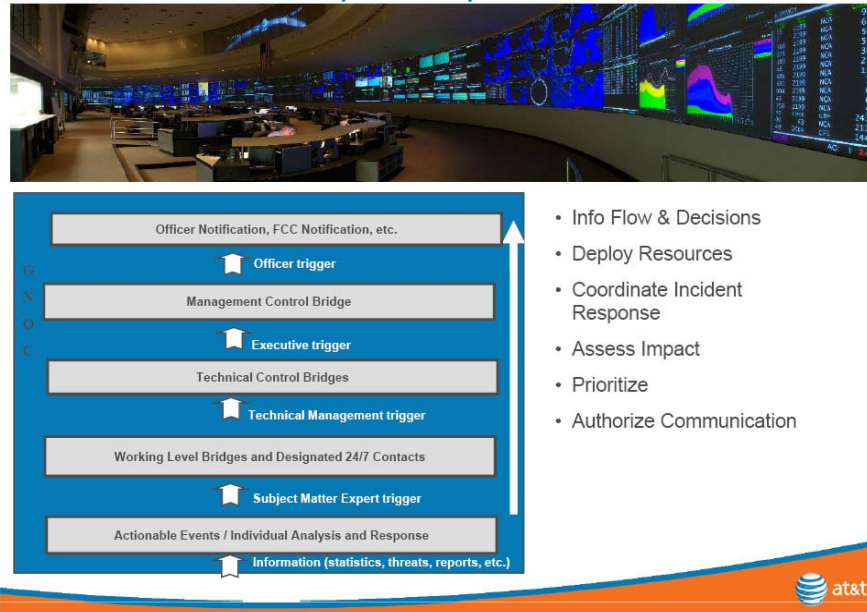 G
N
O
C
Officer Notification, FCC Notification, etc.
Officer trigger
Management Control Bridge
Executive trigger
Technical Control Bridges
Technical Management trigger
Working Level Bridges and Designated 24/7 Contacts
Subject Matter Expert trigger
Actionable Events / Individual Analysis and Response
Information (statistics, threats, reports, etc.)
• Info Flow & Decisions
• Deploy Resources
• Coordinate Incident
Response
• Assess Impact
• Prioritize
• Authorize Communication
at&t